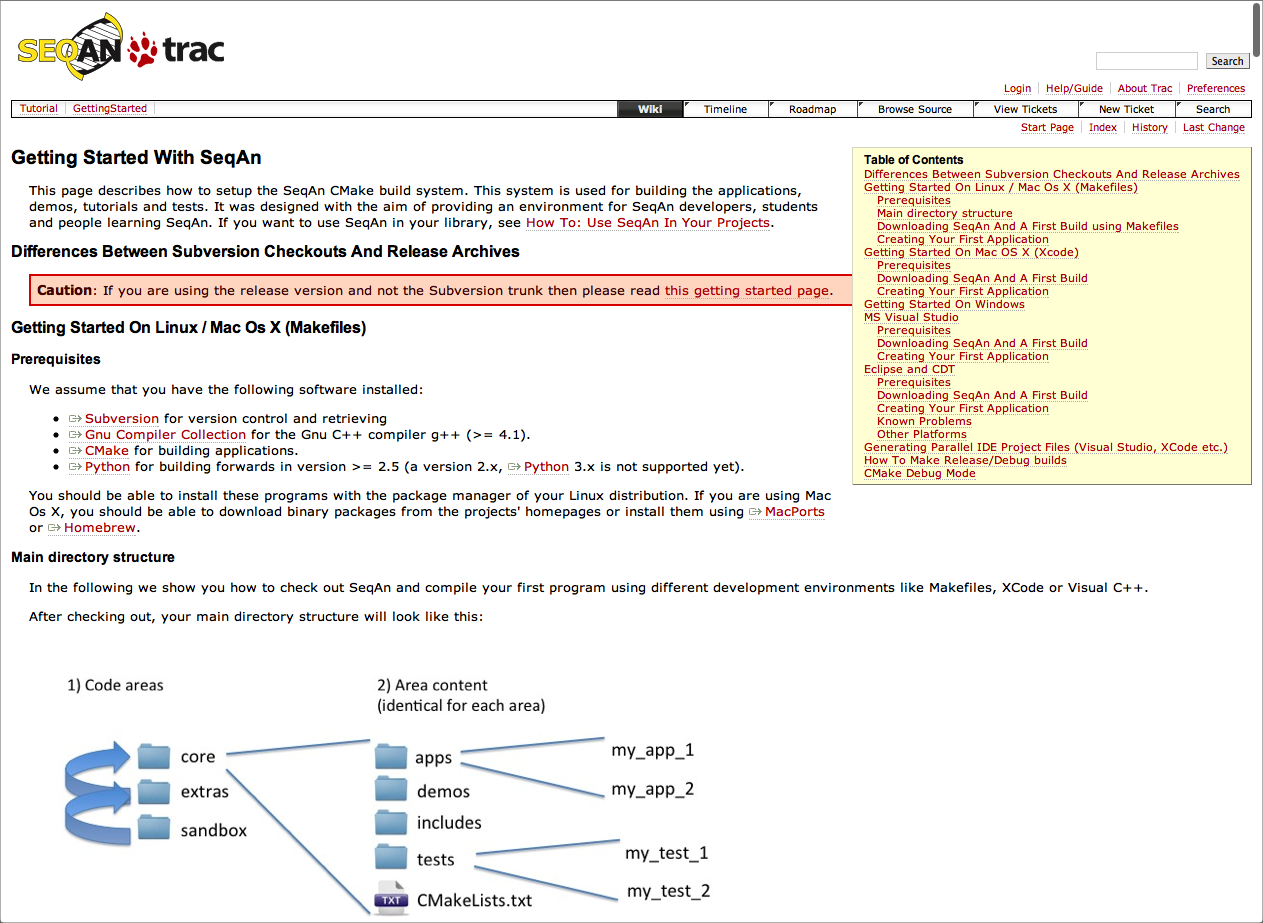 SEQAN trac
Search
Login Help/Guide About Trac Preferences
Tutorial GettingStarted Wiki Timeline Roadmap Browse Source View Tickets New Ticket Search
Start Page Index History Last Change
Getting Started With SeqAn
This page describes how to setup the SeqAn CMake build system. This system is used for building the applications,
demos, tutorials and tests. It was designed with the aim of providing an environment for SeqAn developers, students
and people learning SeqAn. If you want to use SeqAn in your library, see How To: Use SeqAn In Your Projects.
Differences Between Subversion Checkouts And Release Archives
Caution: If you are using the release version and not the Subversion trunk then please read this getting started page.
Table of Contents
Differences Between Subversion Checkouts And Release Archives
Getting Started On Linux / Mac Os X (Makefiles)
Prerequisites
Main directory structure
Downloading SeqAn And A First Build using Makefiles
Creating Your First Application
Getting Started On Mac OS X (Xcode)
Prerequisites
Downloading SeqAn And A First Build
Creating Your First Application
Getting Started On Windows
MS Visual Studio
Prerequisites
Downloading SeqAn And A First Build
Creating Your First Application
Eclipse and CDT
Prerequisites
Downloading SeqAn And A First Build
Creating Your First Application
Known Problems
Other Platforms
Generating Parallel IDE Project Files (Visual Studio, XCode etc.)
How To Make Release/Debug builds
CMake Debug Mode
Getting Started On Linux / Mac Os X (Makefiles)
Prerequisites
We assume that you have the following software installed:
• Subversion for version control and retrieving
• Gnu Compiler Collection for the Gnu C++ compiler g++ (>= 4.1).
• CMake for building applications.
• Python for building forwards in version >= 2.5 (a version 2.x, Python 3.x is not supported yet).
You should be able to install these programs with the package manager of your Linux distribution. If you are using Mac
Os X, you should be able to download binary packages from the projects' homepages or install them using MacPorts
or Homebrew.
Main directory structure
In the following we show you how to check out SeqAn and compile your first program using different development environments like Makefiles, XCode or Visual C++.
After checking out, your main directory structure will look like this:
1) Code areas
core
extras
sandbox
2) Area content
(identical for each area)
apps
demos
includes
tests
TXT CMakeLists.txt
my_app_1
my_app_2
my_test_1
my_test_2